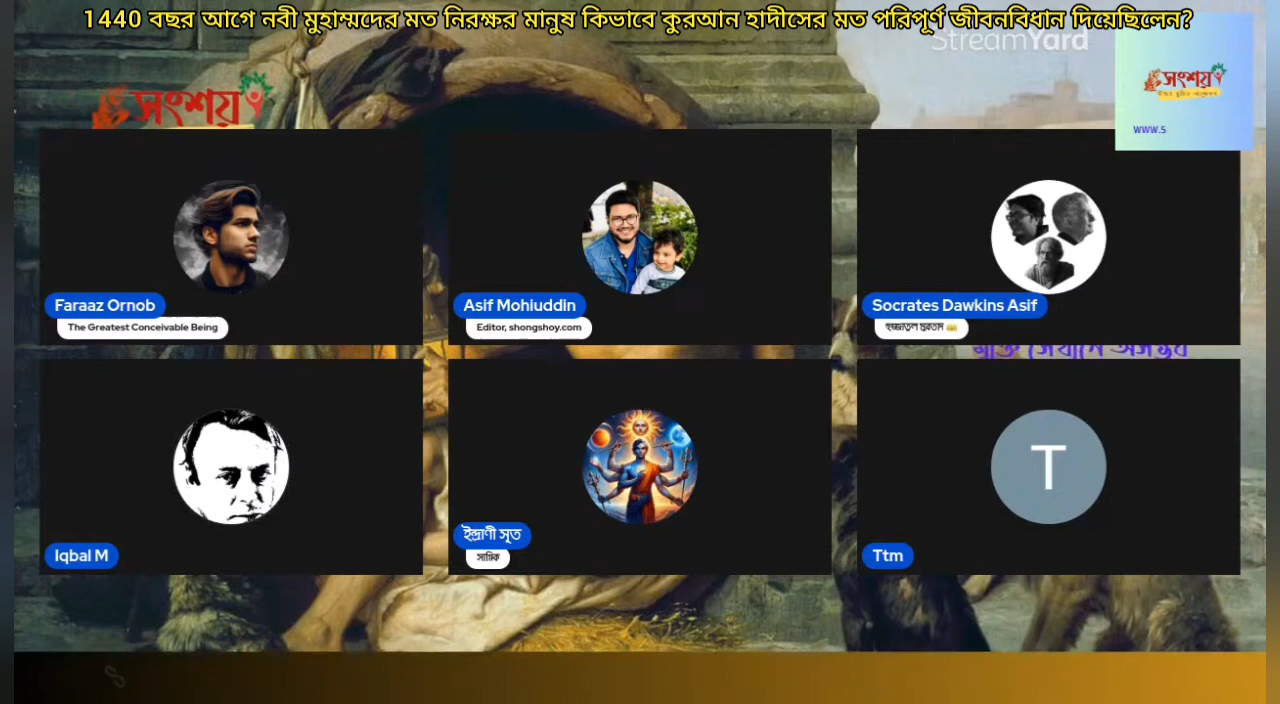 1440 বছর আগে নবী মুহাম্মদের মত নিরক্ষর মানুষ কিভাবে কুরআন হাদীসের মত পরিপূর্ণ জীবনবিধান দিয়েছিলেন?
StreamYard
সংশয়
সংশয়
www.s
Faraaz Ornob
The Greatest Conceivable Being
Asif Mohiuddin
Editor, shongshoy.com
Socrates Dawkins Asif
Iqbal M
ইন্দ্রাণী সূত
T
Ttm